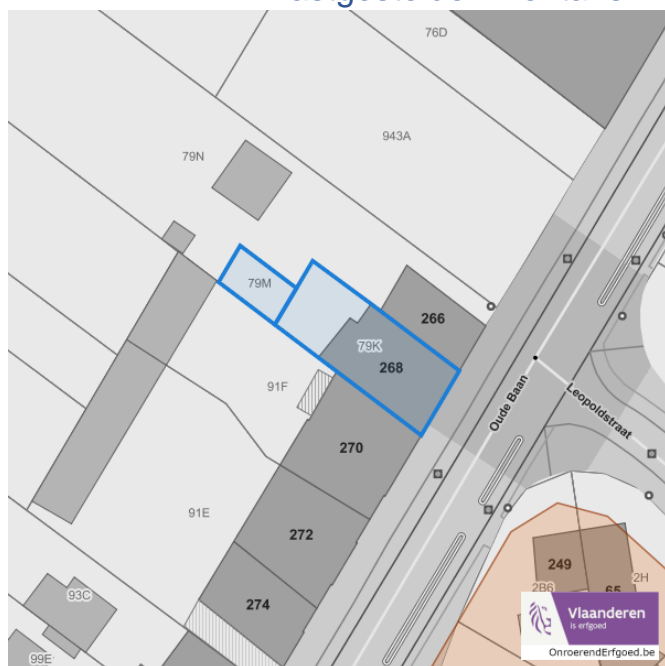 76D
943A
79N
79M
266
79K
268
91F
Oude Baan
Leopoldstraat
270
91E
272
249
2H
2B6
65
93C
274
99E
Vlaanderen
is erfgoed
OnroerendErfgoed.be